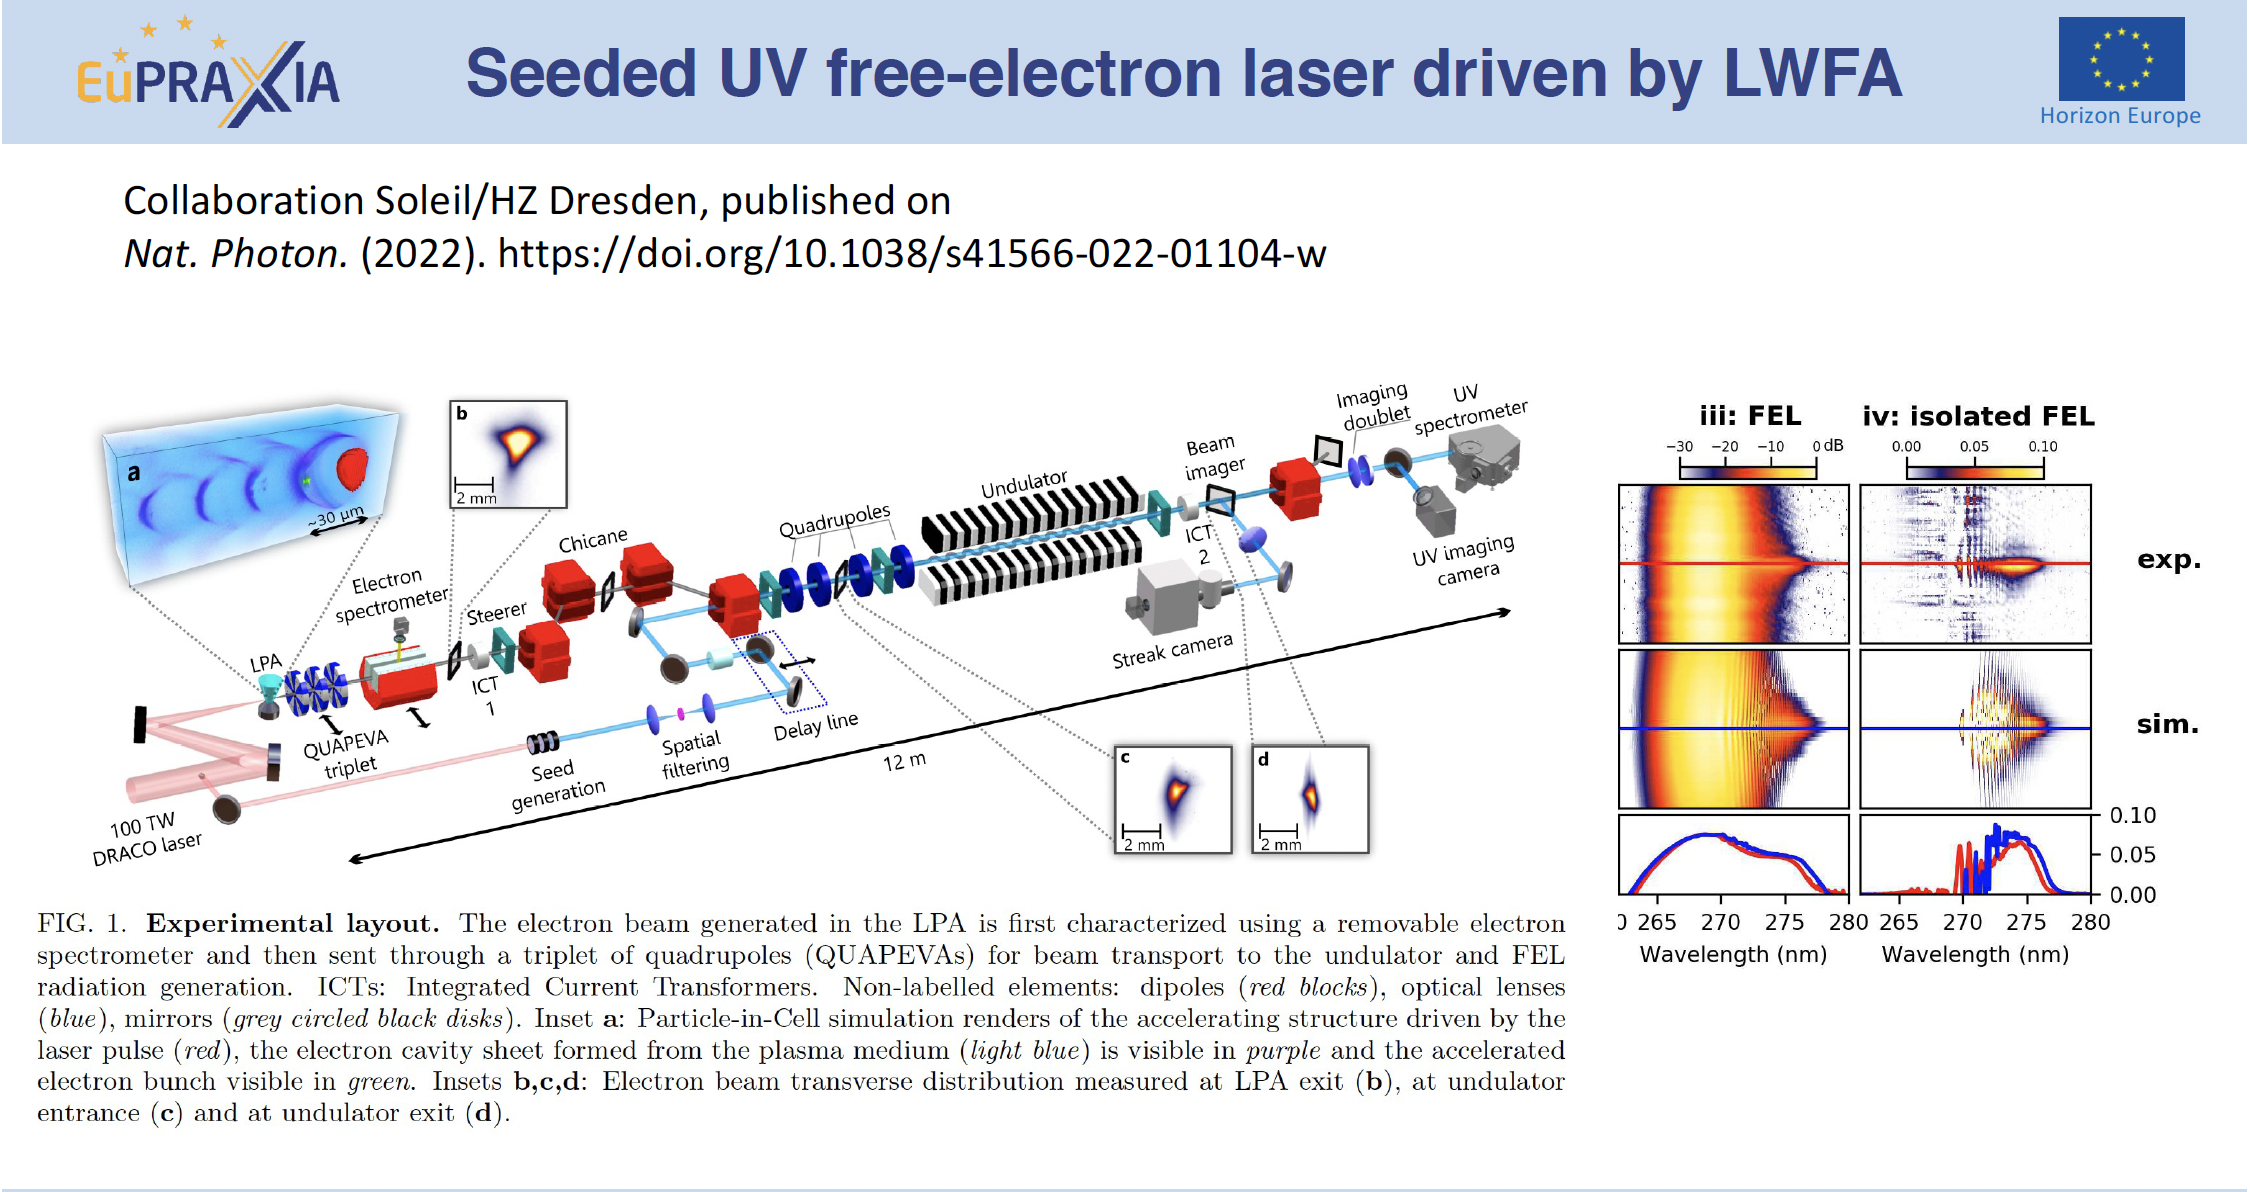 EuPRAXIA
Seeded UV free-electron laser driven by LWFA
Horizon Europe
Collaboration Soleil/HZ Dresden, published on
Nat. Photon. (2022). https://doi.org/10.1038/s41566-022-01104-w
a
~30 μm
b
2 mm
LPA
Electron
spectrometer
QUAPEVA
triplet
100 TW
DRACO laser
ICT
1
Steerer
Chicane
Seed
generation
Spatial
filtering
Delay line
Quadrupoles
Undulator
12 m
Beam
imager
ICT
2
Streak camera
Imaging
doublet
UV
spectrometer
UV imaging
camera
c
2 mm
d
2 mm
iii: FEL
−30 −20 −10 0 dB
iv: isolated FEL
0.00 0.05 0.10
exp.
sim.
0.10
0.05
0.00
0 265 270 275 280 265 270 275 280
Wavelength (nm) Wavelength (nm)
FIG. 1. Experimental layout. The electron beam generated in the LPA is first characterized using a removable electron
spectrometer and then sent through a triplet of quadrupoles (QUAPEVAs) for beam transport to the undulator and FEL
radiation generation. ICTs: Integrated Current Transformers. Non-labelled elements: dipoles (red blocks), optical lenses
(blue), mirrors (grey circled black disks). Inset a: Particle-in-Cell simulation renders of the accelerating structure driven by the
laser pulse (red), the electron cavity sheet formed from the plasma medium (light blue) is visible in purple and the accelerated
electron bunch visible in green. Insets b,c,d: Electron beam transverse distribution measured at LPA exit (b), at undulator
entrance (c) and at undulator exit (d).